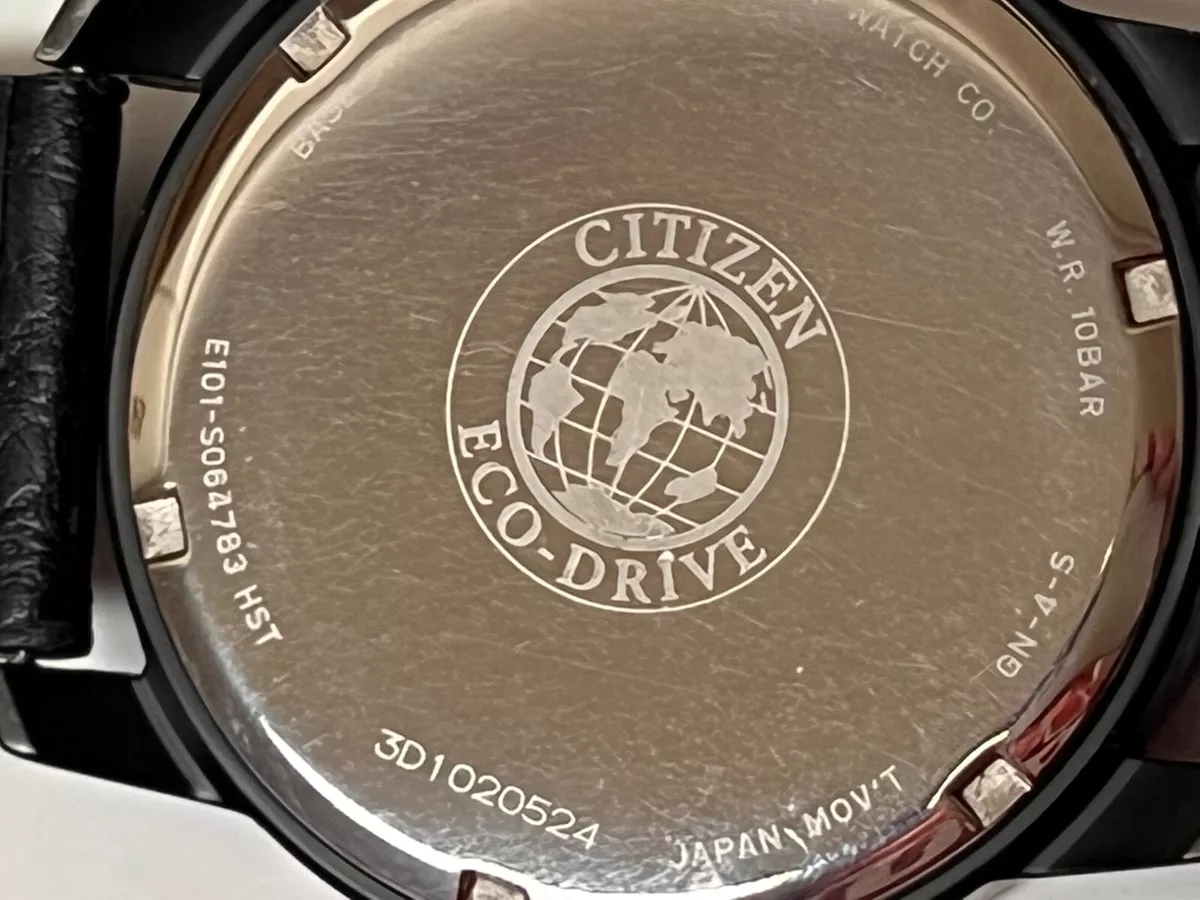 CITIZEN
ECO-DRIVE
WATCH CO.
W.R. 10BAR
GN-4-S
JAPAN MOV'T
3D1020524
E101-S064783 HST